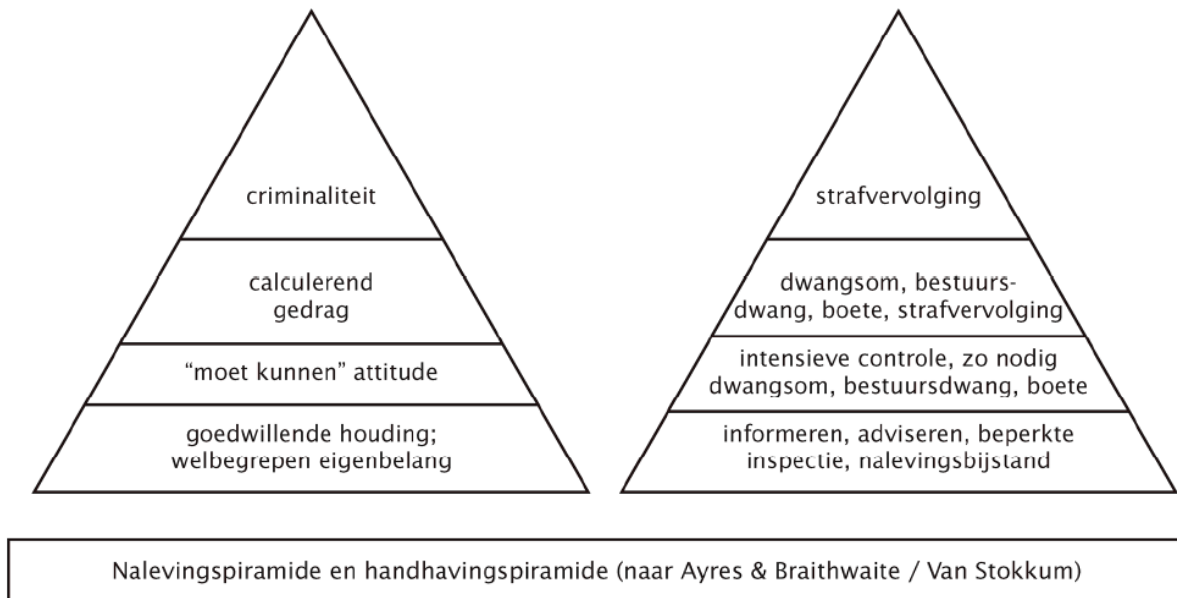 criminaliteit
calculerend
gedrag
“moet kunnen” attitude
goedwillende houding;
welbegrepen eigenbelang
strafvervolging
dwangsom, bestuurs-
dwang, boete, strafvervolging
intensieve controle, zo nodig
dwangsom, bestuursdwang, boete
informeren, adviseren, beperkte
inspectie, nalevingsbijstand
Nalevingspiramide en handhavingspiramide (naar Ayres & Braithwaite / Van Stokkum)